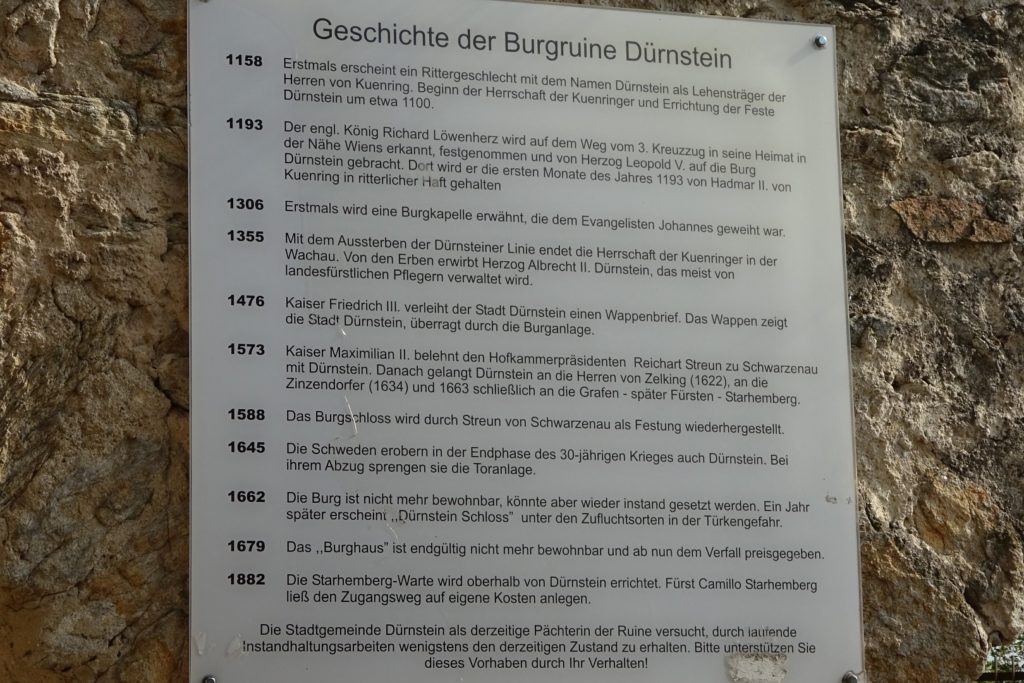 Geschichte der Burgruine Dürnstein
1158 Erstmals erscheint ein Rittergeschlecht mit dem Namen Dürnstein als Lehensträger der
Herren von Kuenring. Beginn der Herrschaft der Kuenringer und Errichtung der Feste
Dürnstein um etwa 1100.
1193 Der engl. König Richard Löwenherz wird auf dem Weg vom 3. Kreuzzug in seine Heimat in
der Nähe Wiens erkannt, festgenommen und von Herzog Leopold V. auf die Burg
Dürnstein gebracht. Dort wird er die ersten Monate des Jahres 1193 von Hadmar II. von
Kuenring in ritterlicher Haft gehalten
1306 Erstmals wird eine Burgkapelle erwähnt, die dem Evangelisten Johannes geweiht war.
1355 Mit dem Aussterben der Dürnsteiner Linie endet die Herrschaft der Kuenringer in der
Wachau. Von den Erben erwirbt Herzog Albrecht II. Dürnstein, das meist von
landesfürstlichen Pflegern verwaltet wird.
1476 Kaiser Friedrich III. verleiht der Stadt Dürnstein einen Wappenbrief. Das Wappen zeigt
die Stadt Dürnstein, überragt durch die Burganlage.
1573 Kaiser Maximilian II. belehnt den Hofkammerpräsidenten Reichart Streun zu Schwarzenau
mit Dürnstein. Danach gelangt Dürnstein an die Herren von Zelking (1622), an die
Zinzendorfer (1634) und 1663 schließlich an die Grafen - später Fürsten - Starhemberg.
1588 Das Burgschloss wird durch Streun von Schwarzenau als Festung wiederhergestellt.
1645 Die Schweden erobern in der Endphase des 30-jährigen Krieges auch Dürnstein. Bei
ihrem Abzug sprengen sie die Toranlage.
1662 Die Burg ist nicht mehr bewohnbar, könnte aber wieder instand gesetzt werden. Ein Jahr
später erscheint ,,Dürnstein Schloss” unter den Zufluchtsorten in der Türkengefahr.
1679 Das ,,Burghaus” ist endgültig nicht mehr bewohnbar und ab nun dem Verfall preisgegeben.
1882 Die Starhemberg-Warte wird oberhalb von Dürnstein errichtet. Fürst Camillo Starhemberg
ließ den Zugangsweg auf eigene Kosten anlegen.
Die Stadtgemeinde Dürnstein als derzeitige Pächterin der Ruine versucht, durch laufende
Instandhaltungsarbeiten wenigstens den derzeitigen Zustand zu erhalten. Bitte unterstützen Sie
dieses Vorhaben durch Ihr Verhalten!